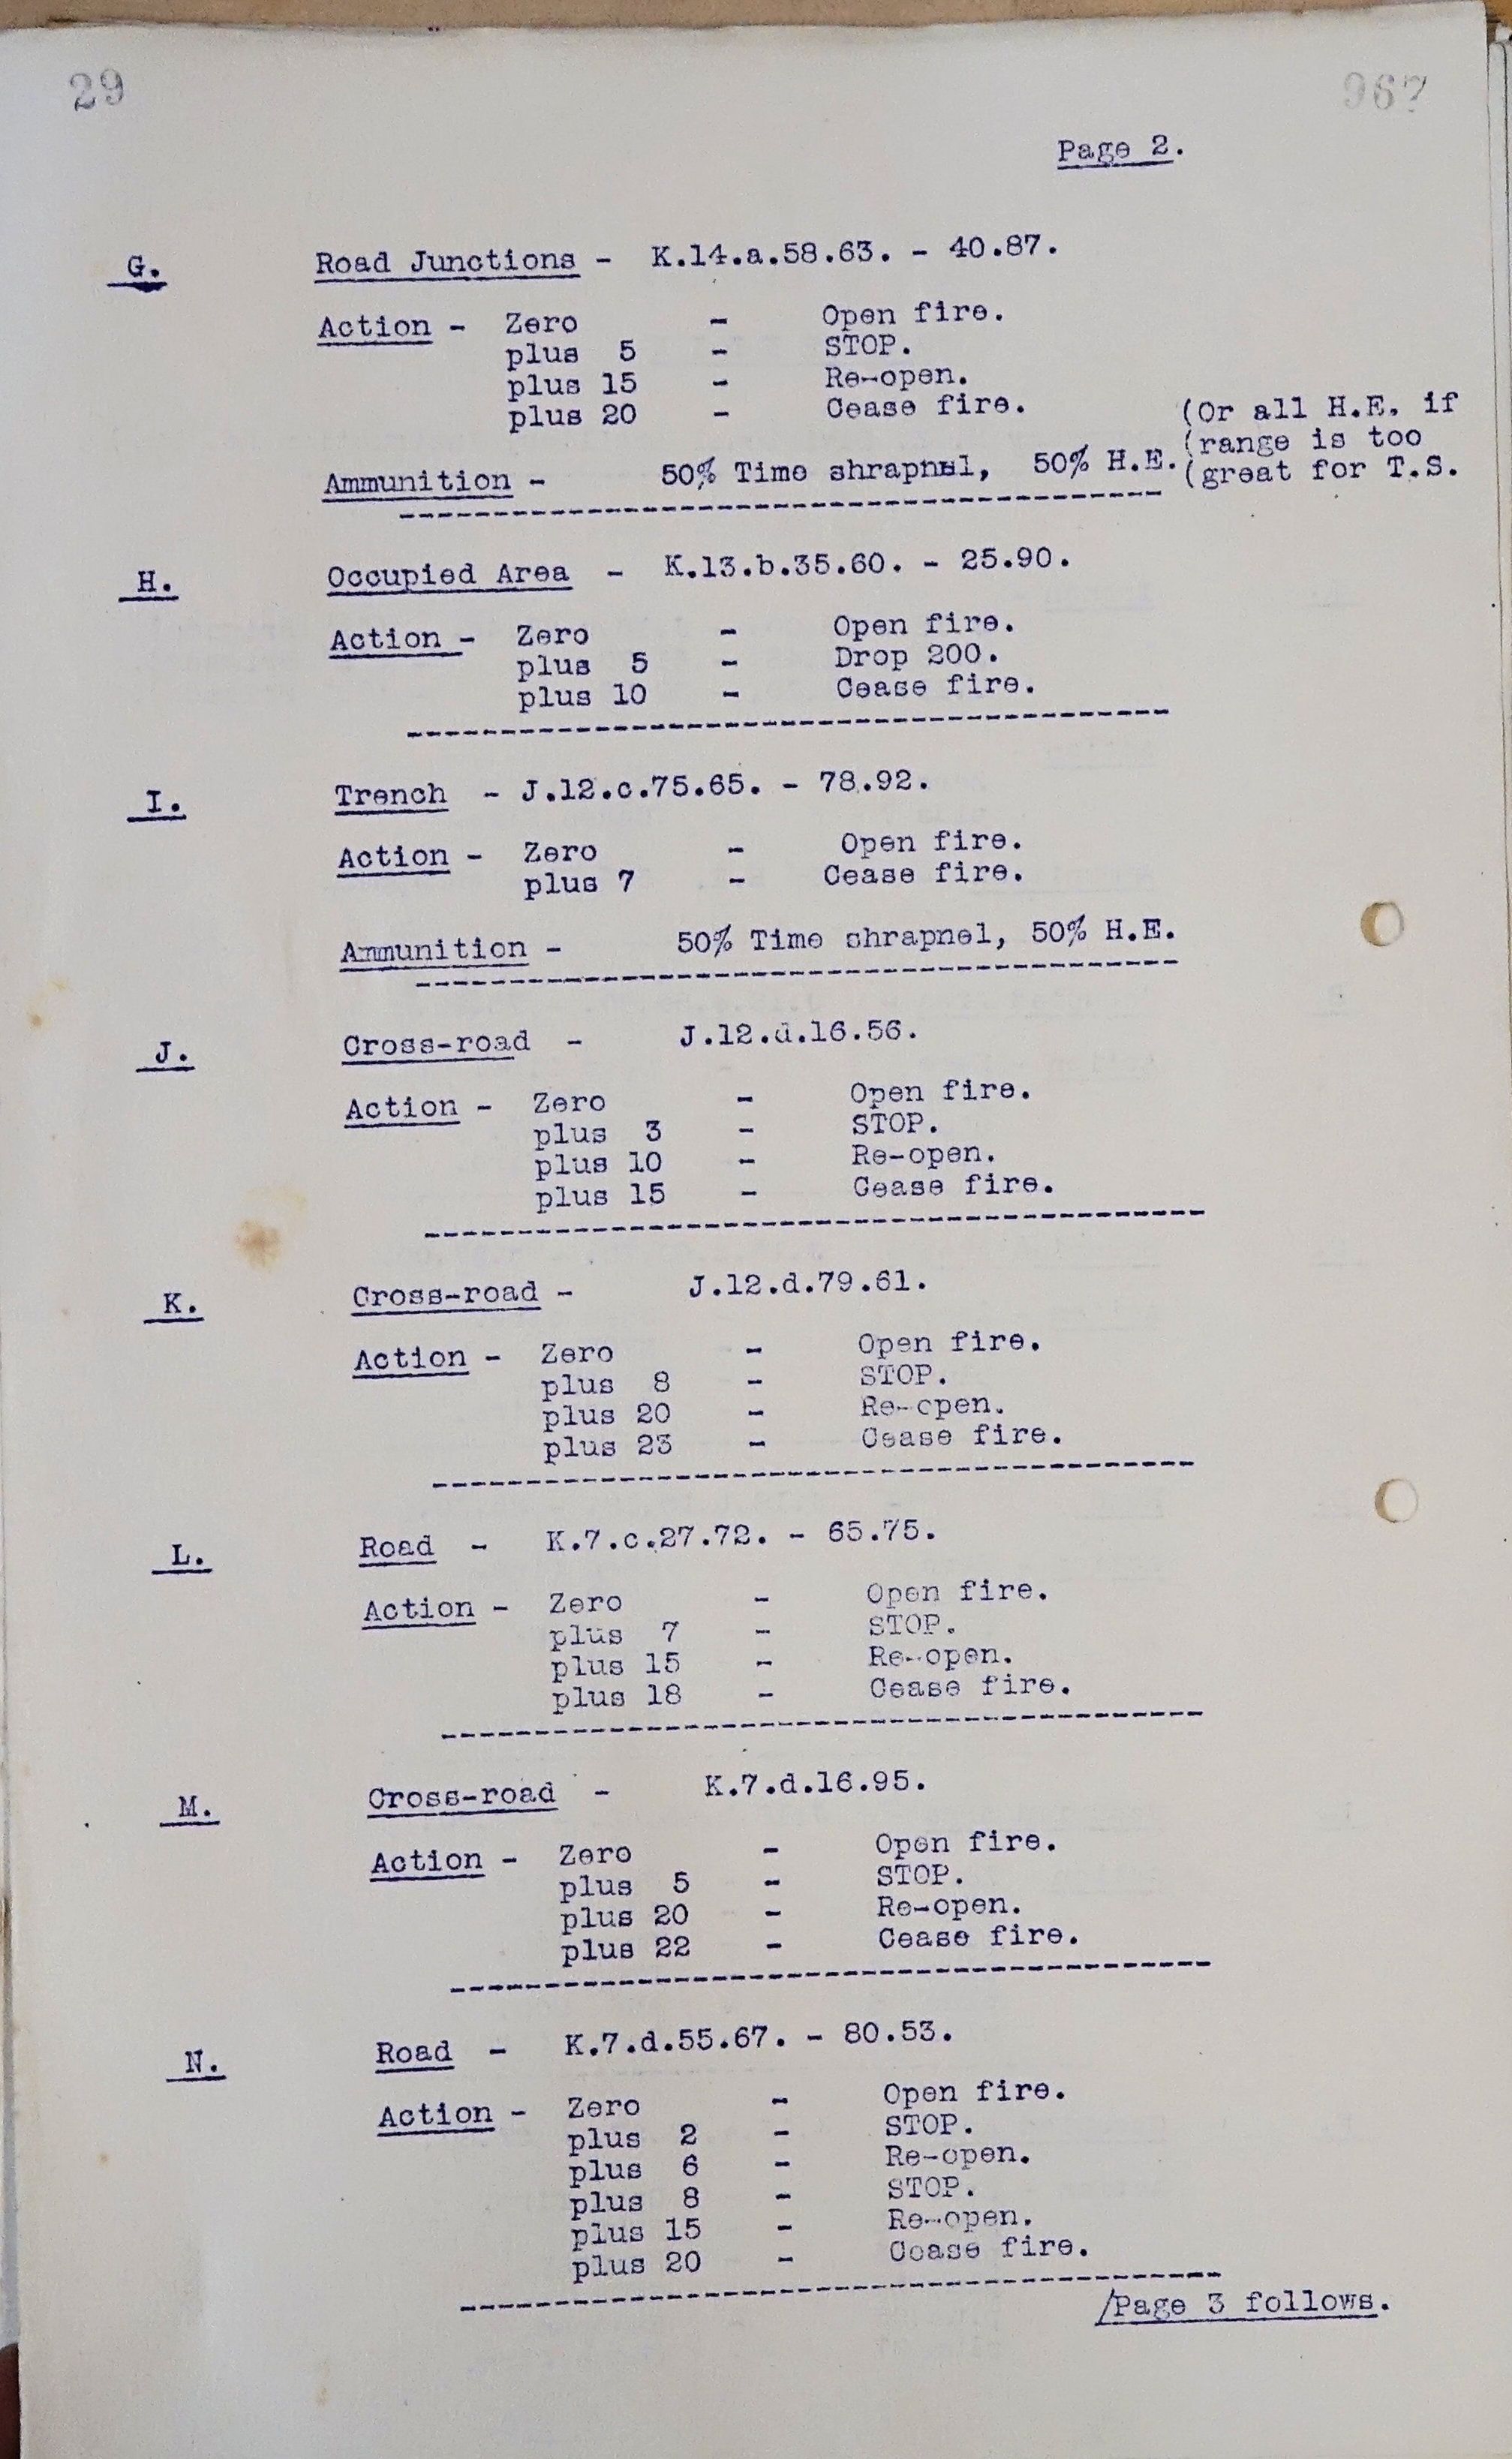 29 967
Page 2.
G. Road Junctions - K.14.a.58.63. - 40.87.
Action - Zero - Open fire.
plus 5 - STOP.
plus 15 - Re-open.
plus 20 - Cease fire.
(Or all H.E. if
(range is too
Ammunition - 50% Time shrapnel, 50% H.E. (great for T.S.
H. Occupied Area - K.13.b.35.60. - 25.90.
Action - Zero - Open fire.
plus 5 - Drop 200.
plus 10 - Cease fire.
I. Trench - J.12.c.75.65. - 78.92.
Action - Zero - Open fire.
plus 7 - Cease fire.
Ammunition - 50% Time shrapnel, 50% H.E.
J. Cross-road - J.12.d.16.56.
Action - Zero - Open fire.
plus 3 - STOP.
plus 10 - Re-open.
plus 15 - Cease fire.
K. Cross-road - J.12.d.79.61.
Action - Zero - Open fire.
plus 8 - STOP.
plus 20 - Re-open.
plus 23 - Cease fire.
L. Road - K.7.c.27.72. - 65.75.
Action - Zero - Open fire.
plus 7 - STOP.
plus 15 - Re-open.
plus 18 - Cease fire.
M. Cross-road - K.7.d.16.95.
Action - Zero - Open fire.
plus 5 - STOP.
plus 20 - Re-open.
plus 22 - Cease fire.
N. Road - K.7.d.55.67. - 80.53.
Action - Zero - Open fire.
plus 2 - STOP.
plus 6 - Re-open.
plus 8 - STOP.
plus 15 - Re-open.
plus 20 - Cease fire.
/Page 3 follows.